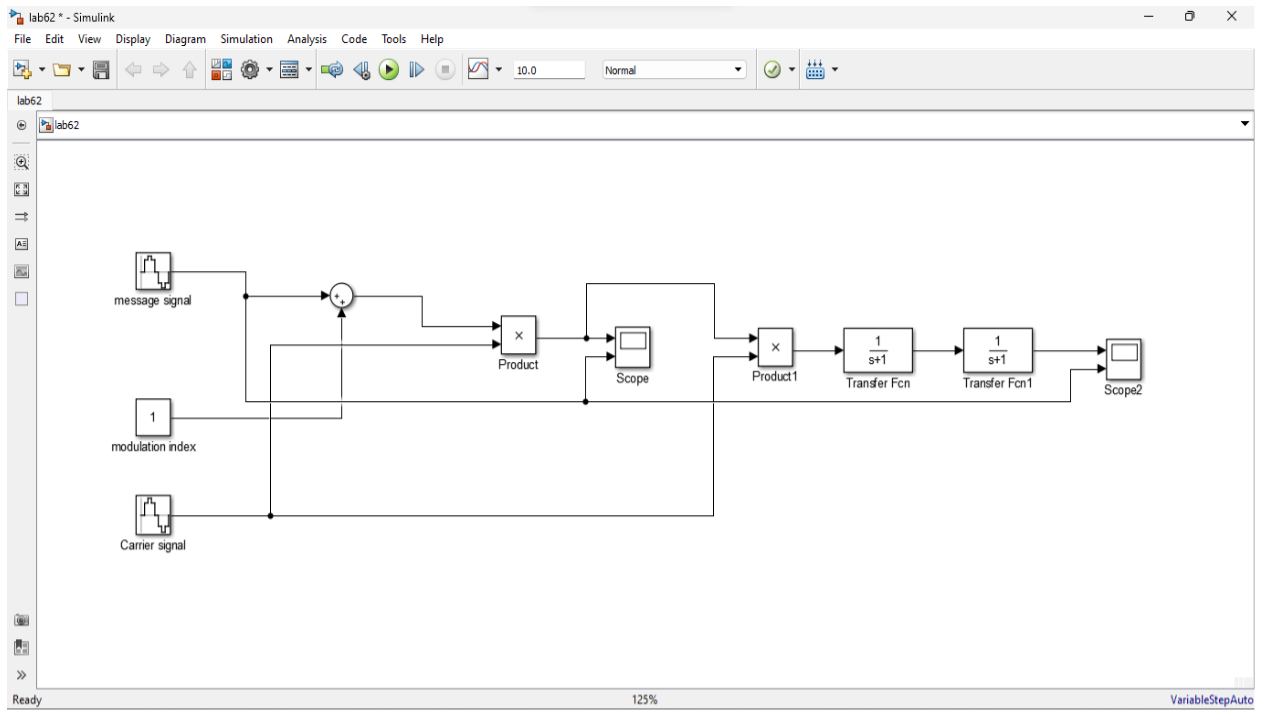 lab62 * - Simulink
File Edit View Display Diagram Simulation Analysis Code Tools Help
10.0 Normal
lab62
lab62
message signal
+
+
×
Product
Scope
×
Product1
1
s+1
Transfer Fcn
1
s+1
Transfer Fcn1
Scope2
1
modulation index
Carrier signal
Ready 125% VariableStepAuto